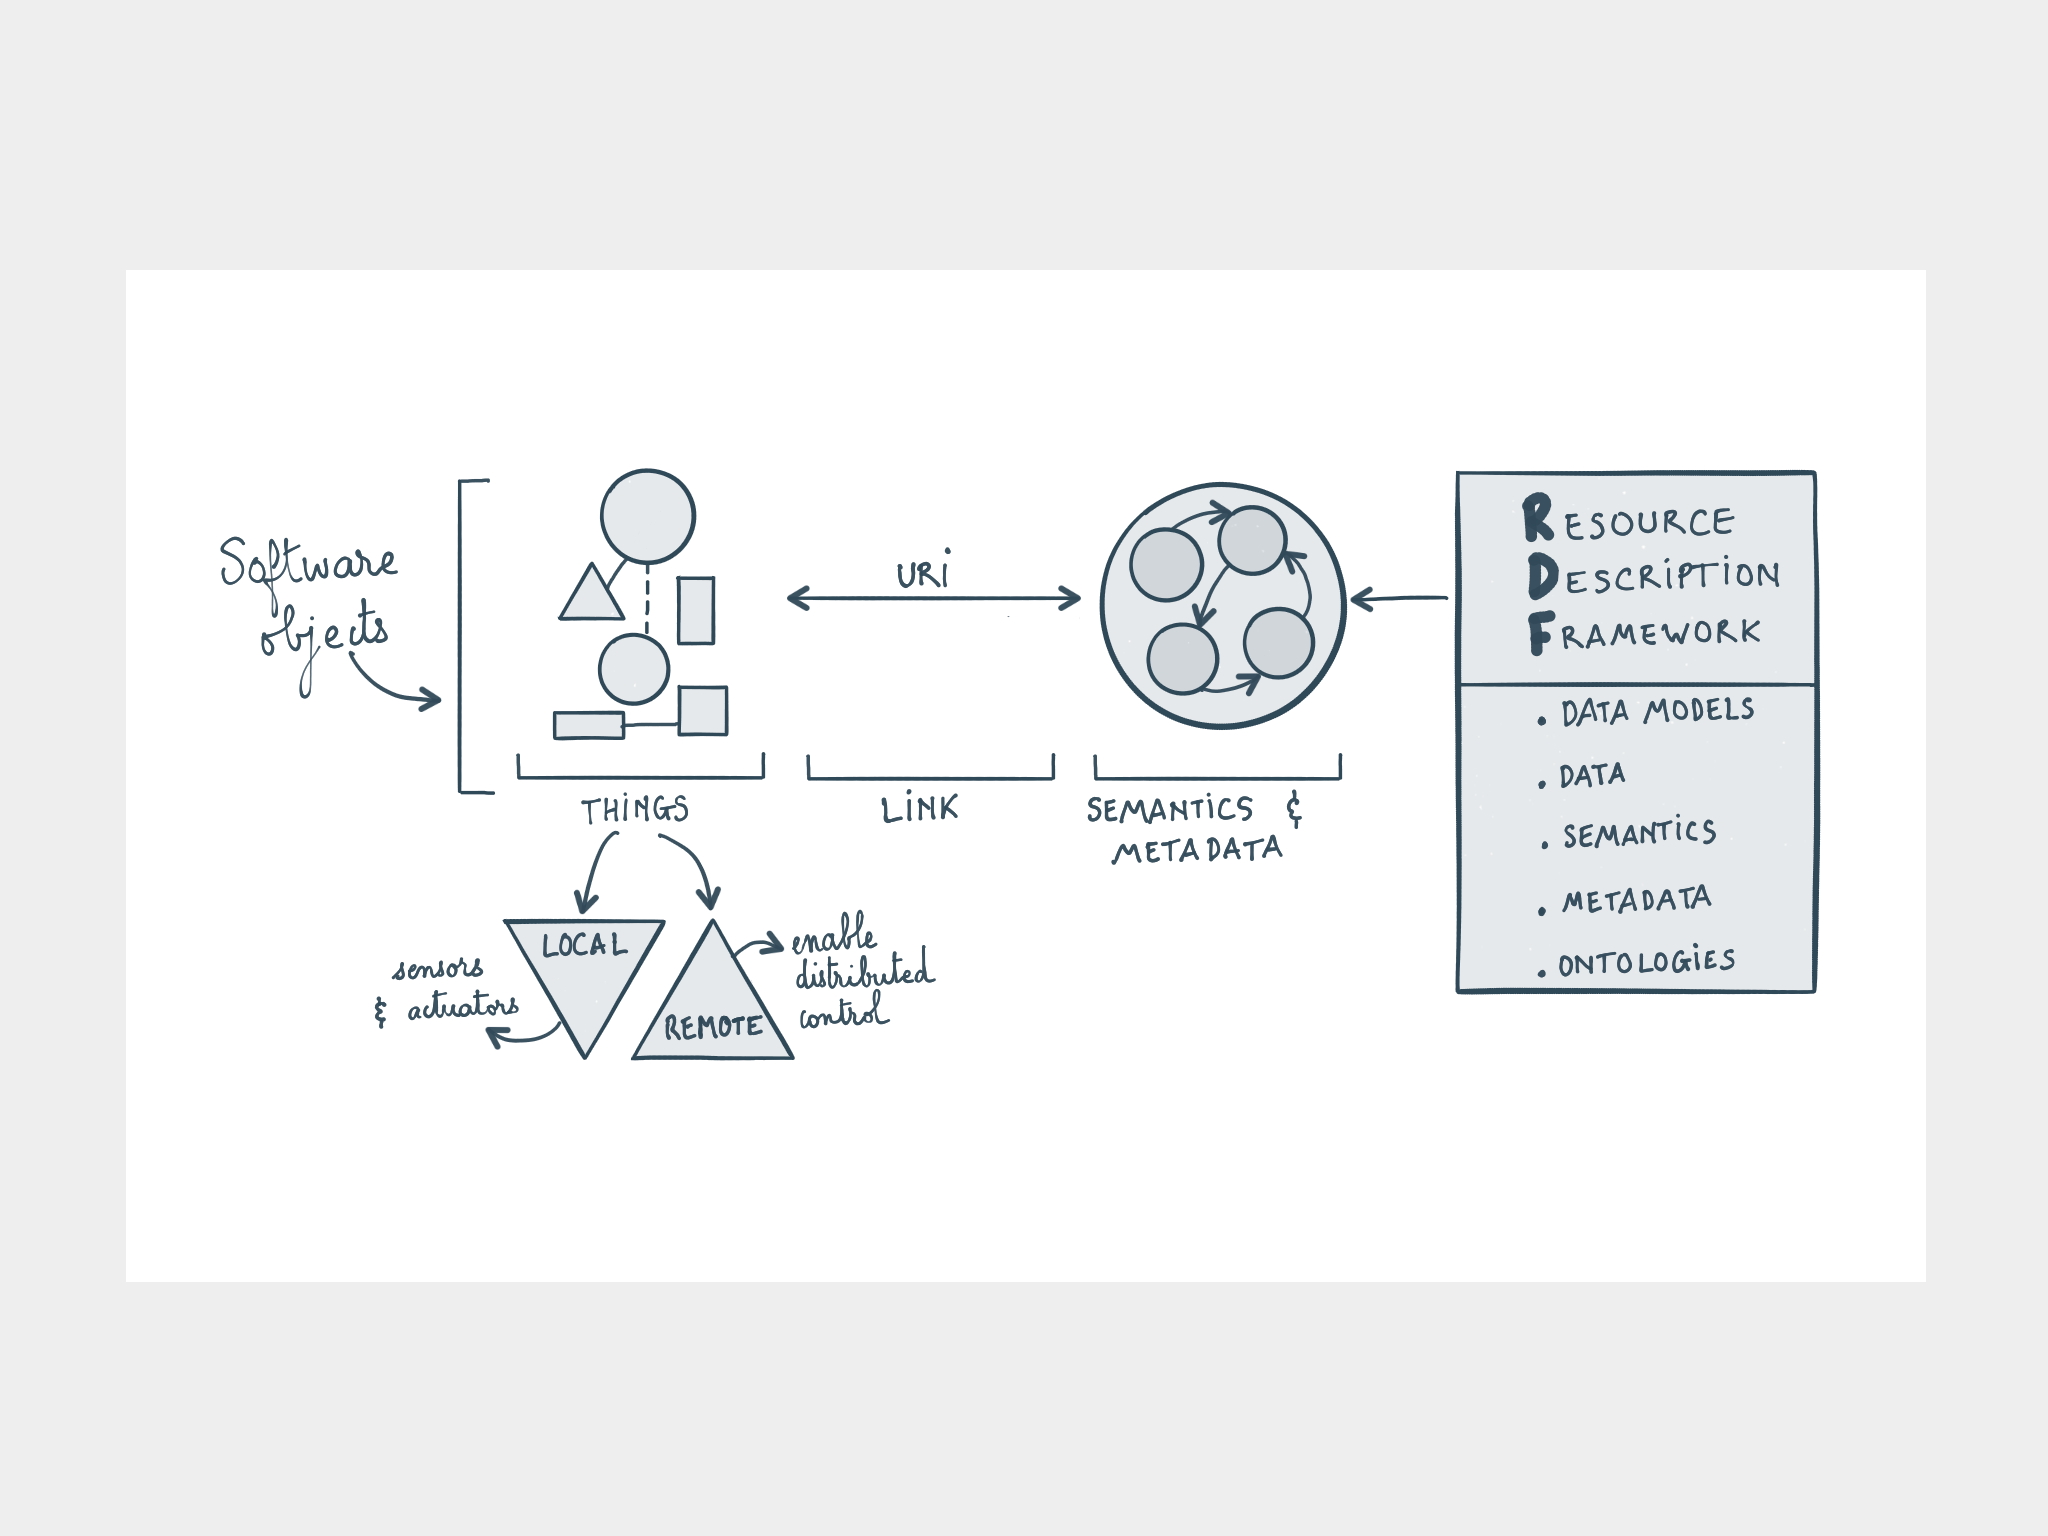 Software
objects
URI
THINGS
LINK
SEMANTICS &
METADATA
LOCAL
REMOTE
sensors
& actuators
enable
distributed
control
RESOURCE
DESCRIPTION
FRAMEWORK
. DATA MODELS
. DATA
. SEMANTICS
. METADATA
. ONTOLOGIES